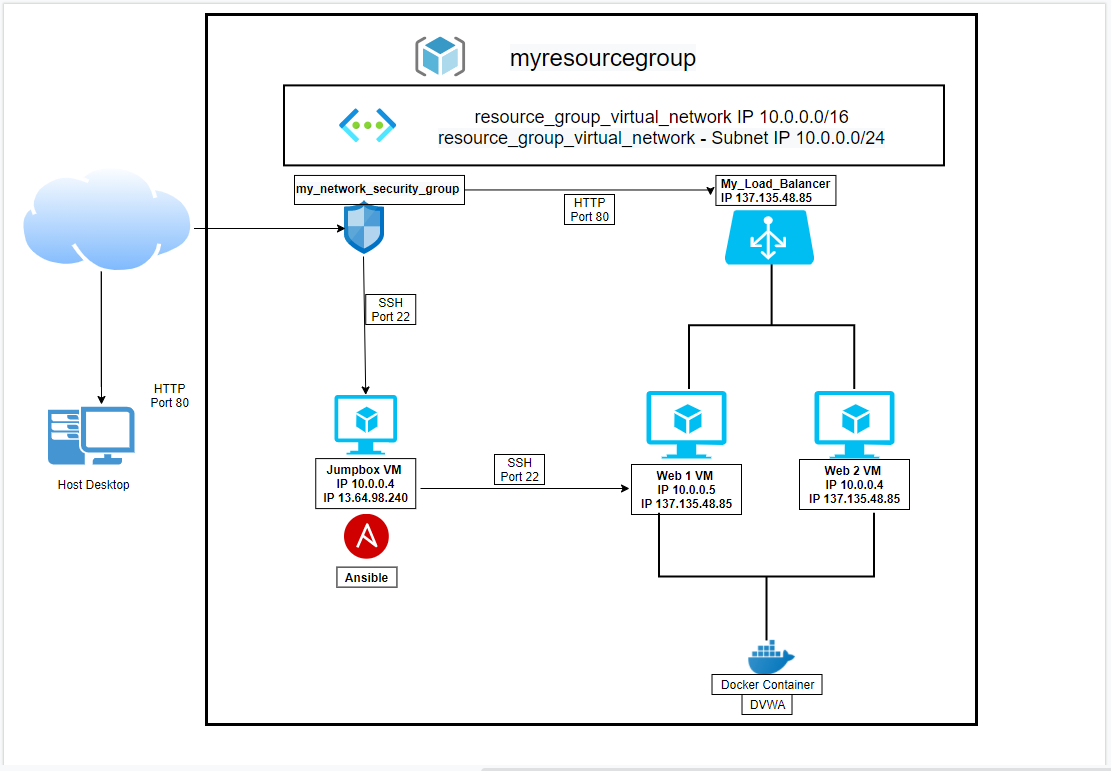 myresourcegroup
resource_group_virtual_network IP 10.0.0.0/16
resource_group_virtual_network - Subnet IP 10.0.0.0/24
my_network_security_group
HTTP
Port 80
My_Load_Balancer
IP 137.135.48.85
SSH
Port 22
HTTP
Port 80
Host Desktop
Jumpbox VM
IP 10.0.0.4
IP 13.64.98.240
SSH
Port 22
Web 1 VM
IP 10.0.0.5
IP 137.135.48.85
Web 2 VM
IP 10.0.0.4
IP 137.135.48.85
Ansible
Docker Container
DVWA